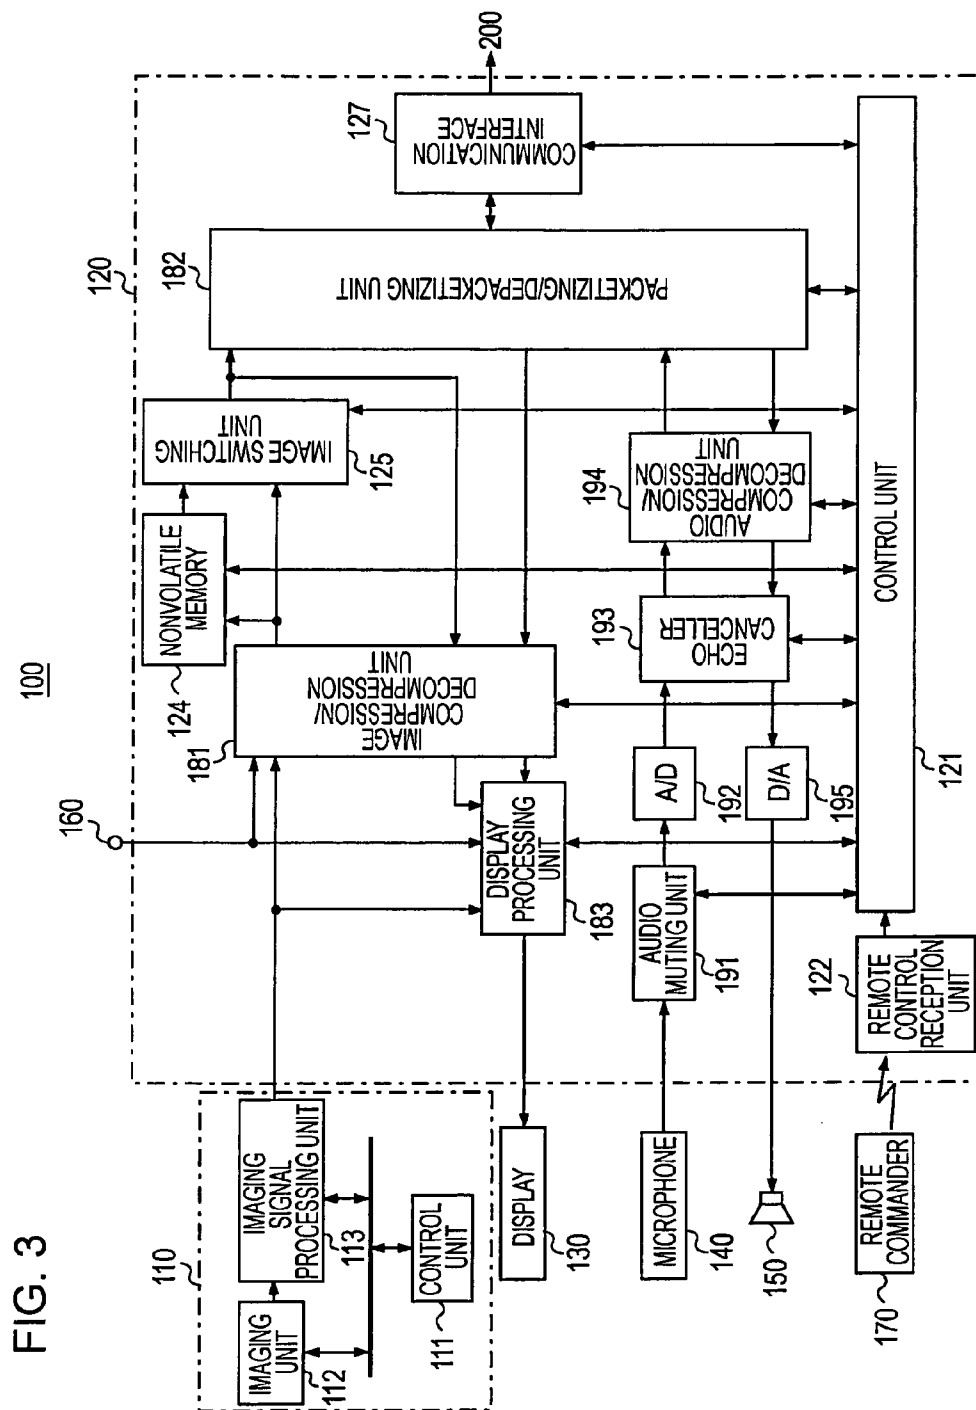 FIG. 3
100
110
IMAGING
UNIT
112
IMAGING
SIGNAL
PROCESSING UNIT
113
CONTROL
UNIT
111
DISPLAY
130
MICROPHONE
140
150
REMOTE
COMMANDER
170
120
160
181
IMAGE
COMPRESSION/
DECOMPRESSION
UNIT
124
NONVOLATILE
MEMORY
IMAGE SWITCHING
UNIT
125
182
PACKETIZING/DEPACKETIZING UNIT
127
COMMUNICATION
INTERFACE
200
DISPLAY
PROCESSING
UNIT
183
AUDIO
MUTING UNIT
191
A/D
192
193
ECHO
CANCELLER
194
AUDIO
COMPRESSION/
DECOMPRESSION
UNIT
D/A
195
122
REMOTE
CONTROL
RECEPTION
UNIT
CONTROL UNIT
121